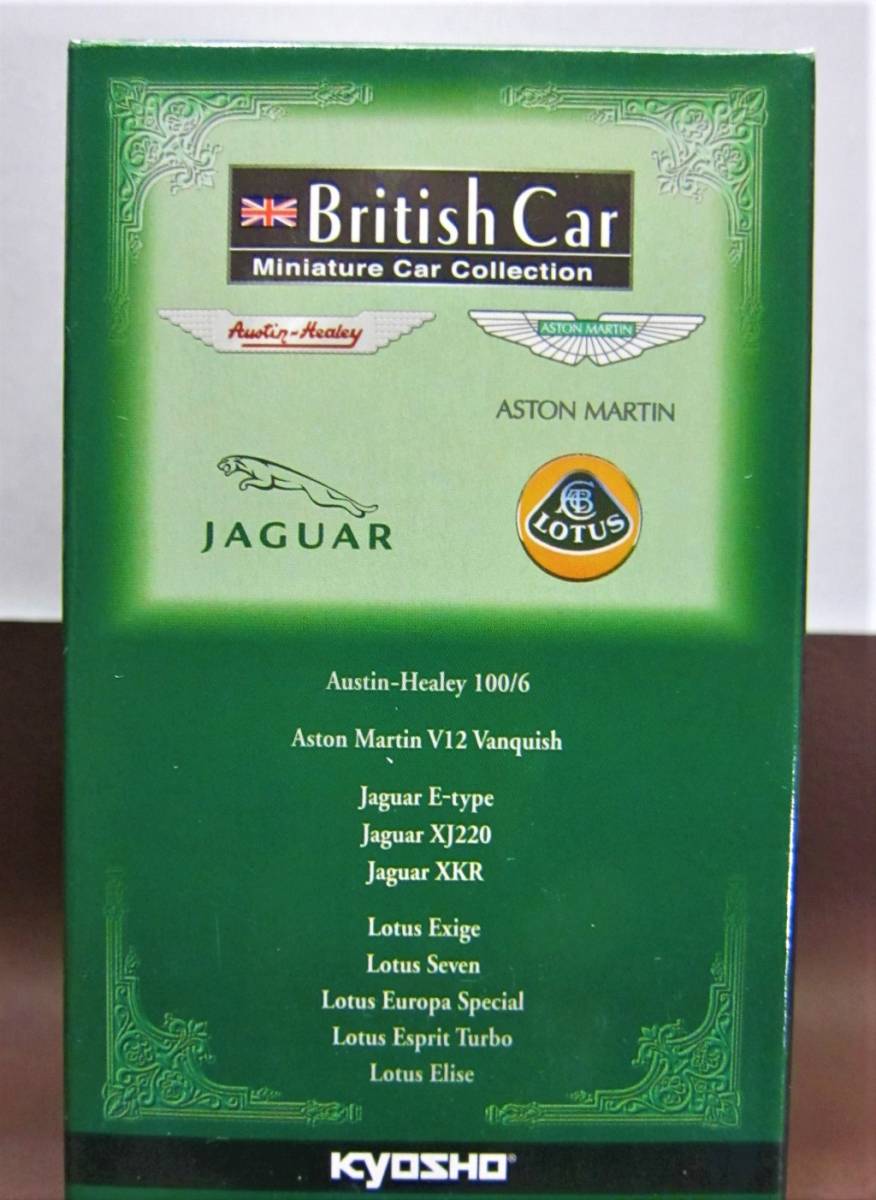 British Car
Miniature Car Collection
Austin-Healey
ASTON MARTIN
ASTON MARTIN
JAGUAR
ACBC
LOTUS
Austin-Healey 100/6
Aston Martin V12 Vanquish
Jaguar E-type
Jaguar XJ220
Jaguar XKR
Lotus Exige
Lotus Seven
Lotus Europa Special
Lotus Esprit Turbo
Lotus Elise
KYOSHO®